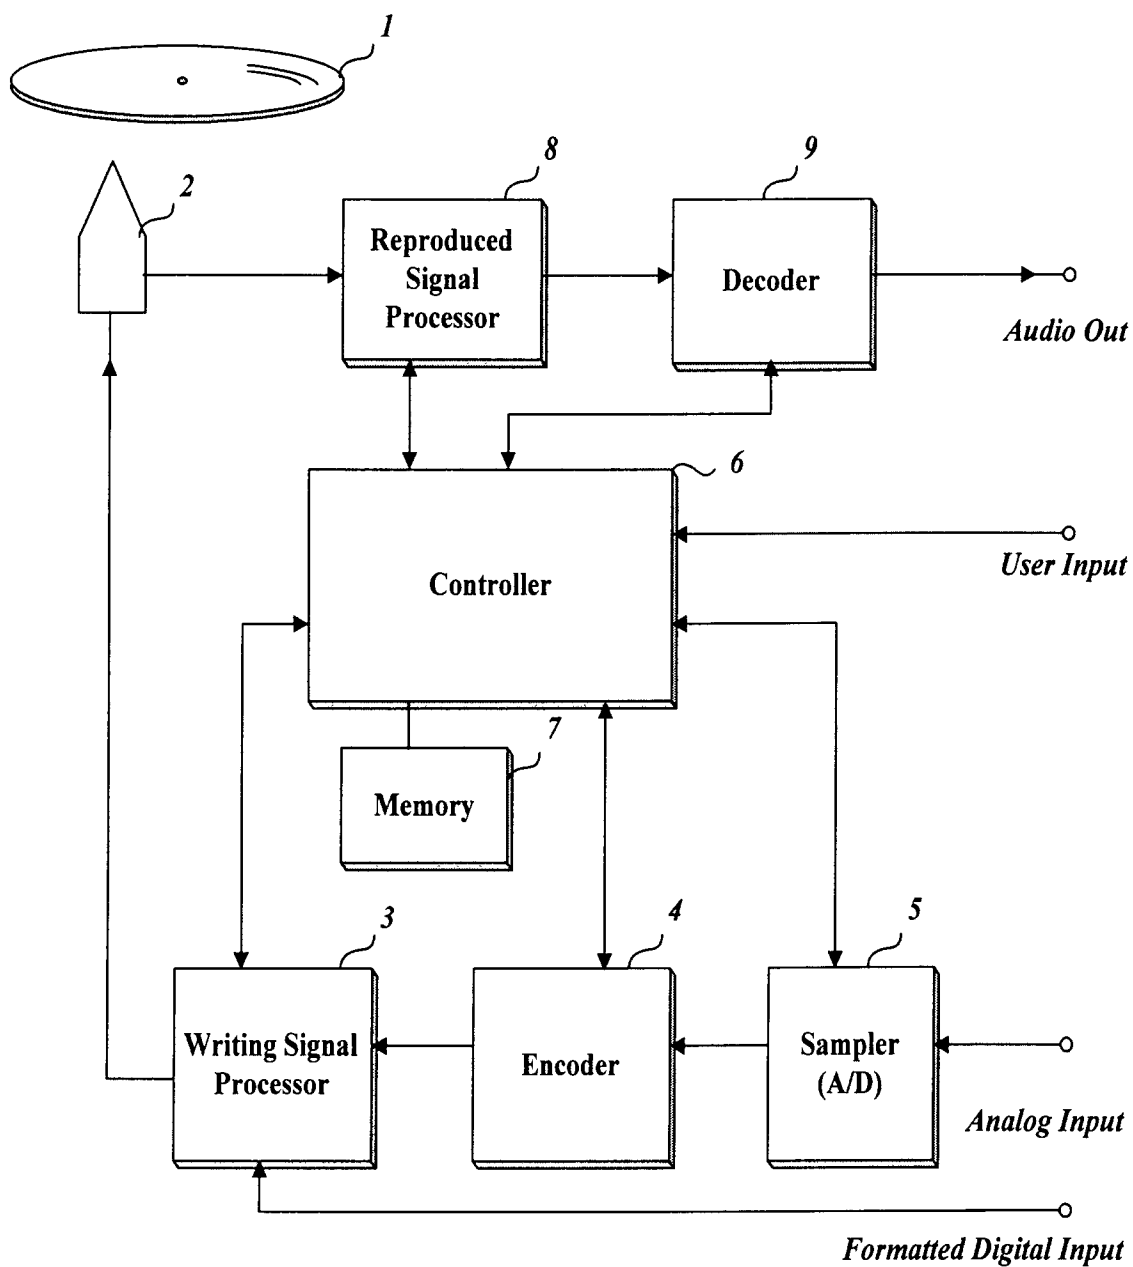 1
2
8
9
Reproduced
Signal
Processor
Decoder
Audio Out
6
User Input
Controller
7
Memory
3
4
5
Writing Signal
Processor
Encoder
Sampler
(A/D)
Analog Input
Formatted Digital Input